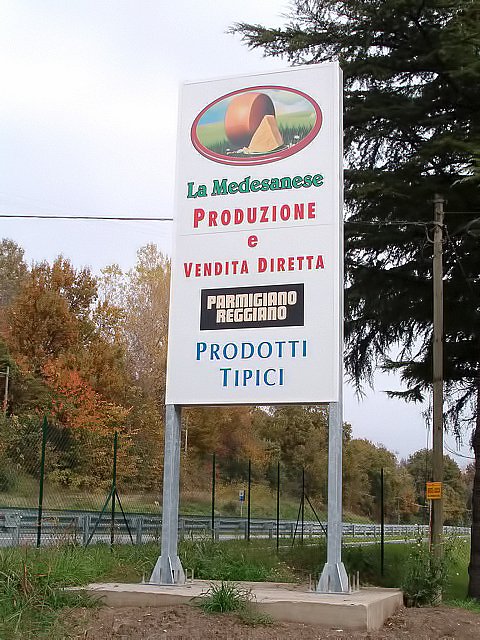 La Medesanese
PRODUZIONE
e
VENDITA DIRETTA
PARMIGIANO
REGGIANO
PRODOTTI
TIPICI